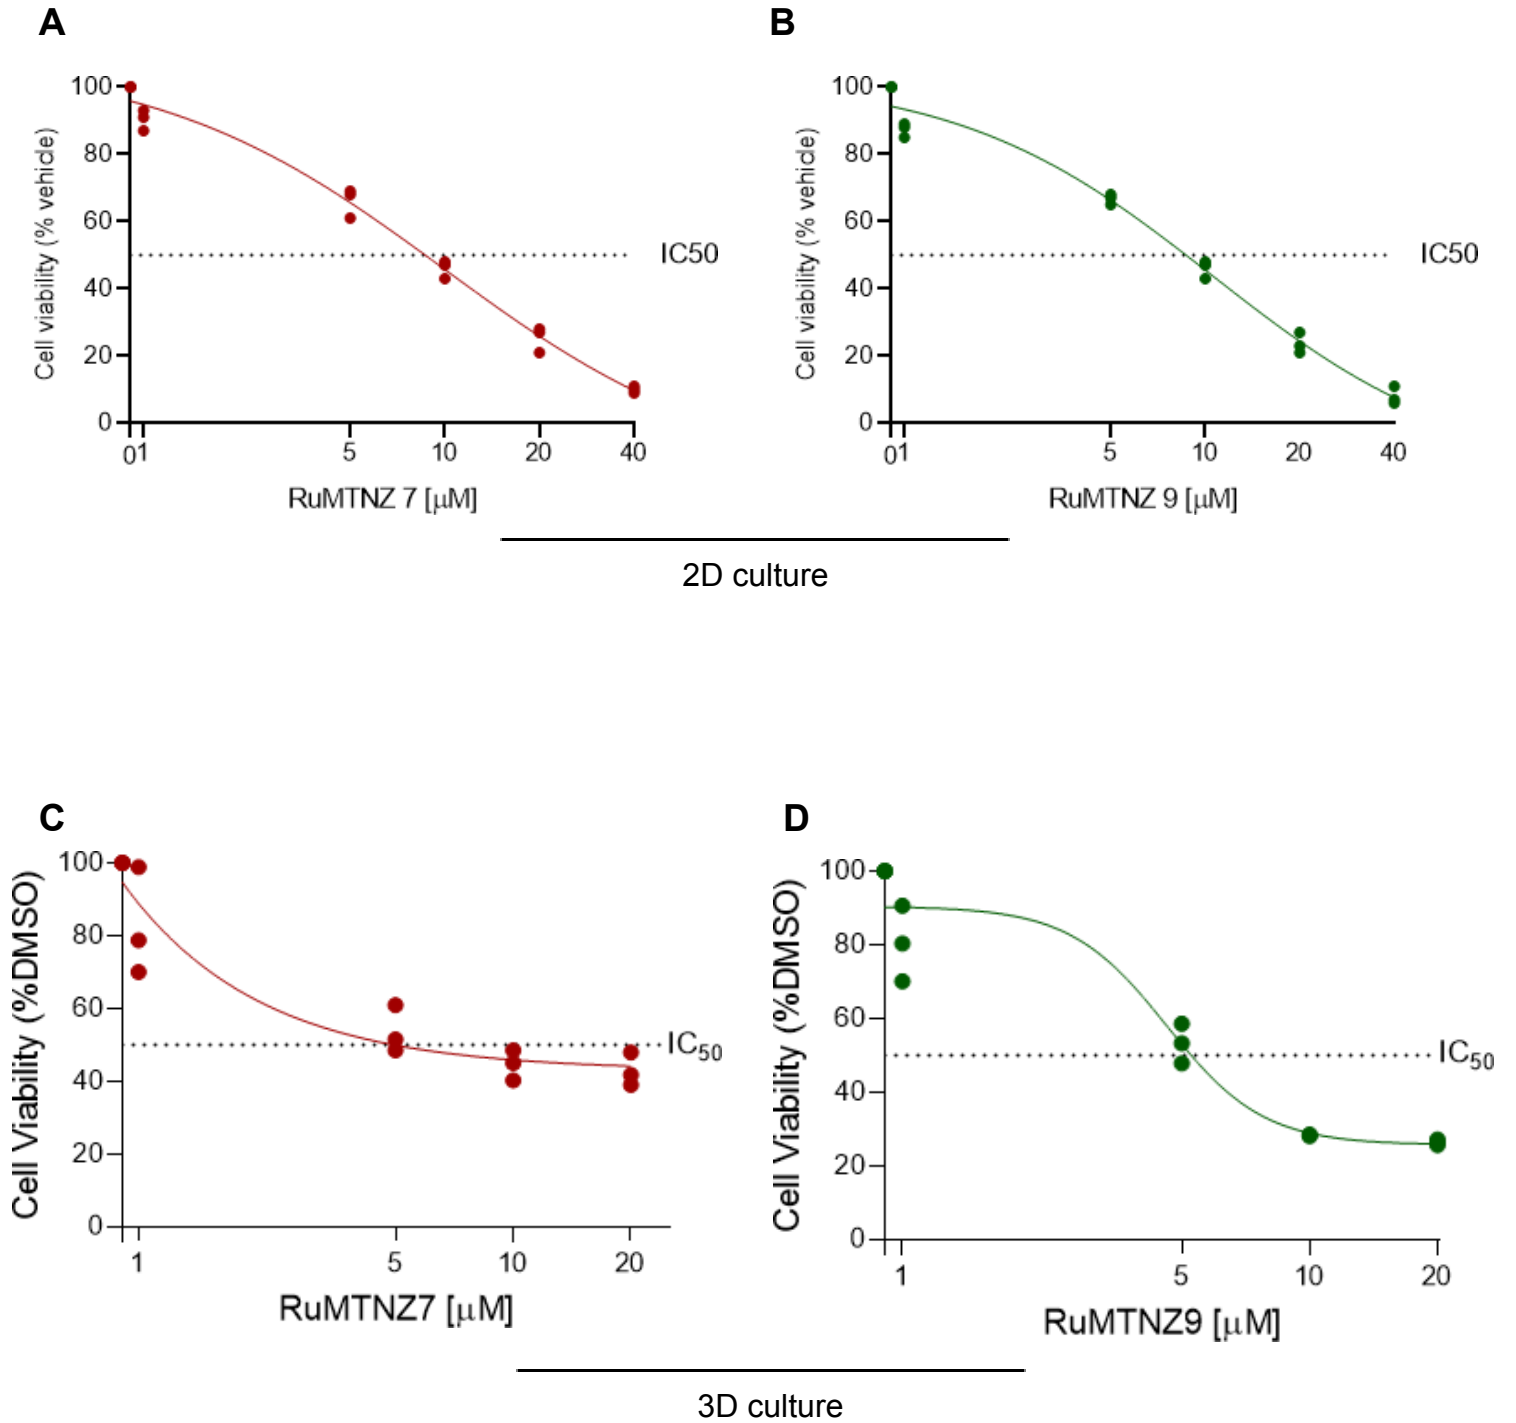 A
B
100
80
60
40
20
0
Cell viability (% vehicle)
IC50
0 1 5 10 20 40
RuMTNZ 7 [μM]
100
80
60
40
20
0
Cell viability (% vehicle)
IC50
0 1 5 10 20 40
RuMTNZ 9 [μM]
2D culture
C
D
100
80
60
40
20
0
Cell Viability (%DMSO)
IC50
1 5 10 20
RuMTNZ7 [μM]
100
80
60
40
20
0
Cell Viability (%DMSO)
IC50
1 5 10 20
RuMTNZ9 [μM]
3D culture